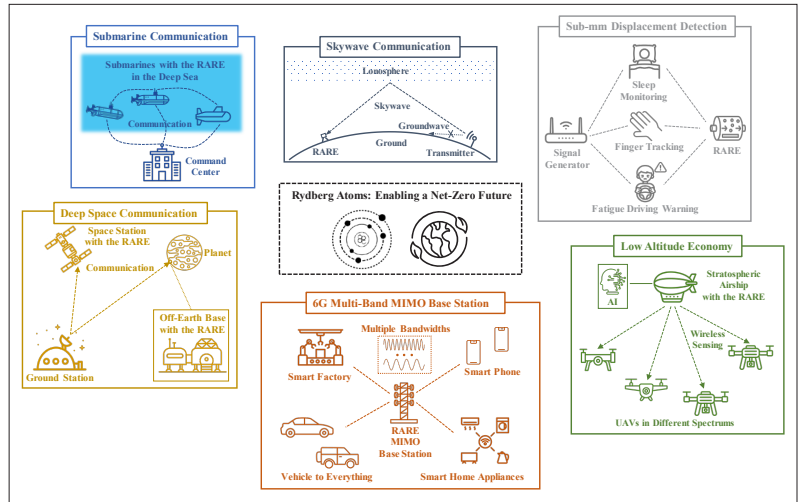 Submarine Communication
Submarines with the RARE
in the Deep Sea
Communication
Command
Center
Skywave Communication
Lonosphere
Skywave
Groundwave
RARE
Ground
Transmitter
Sub-mm Displacement Detection
Sleep
Monitoring
Signal
Generator
Finger Tracking
RARE
Fatigue Driving Warning
Rydberg Atoms: Enabling a Net-Zero Future
Deep Space Communication
Space Station
with the RARE
Planet
Communication
Off-Earth Base
with the RARE
Ground Station
6G Multi-Band MIMO Base Station
Multiple Bandwidths
Smart Factory
Smart Phone
RARE
MIMO
Base Station
Vehicle to Everything
Smart Home Appliances
Low Altitude Economy
AI
Stratospheric
Airship
with the RARE
Wireless
Sensing
UAVs in Different Spectrums